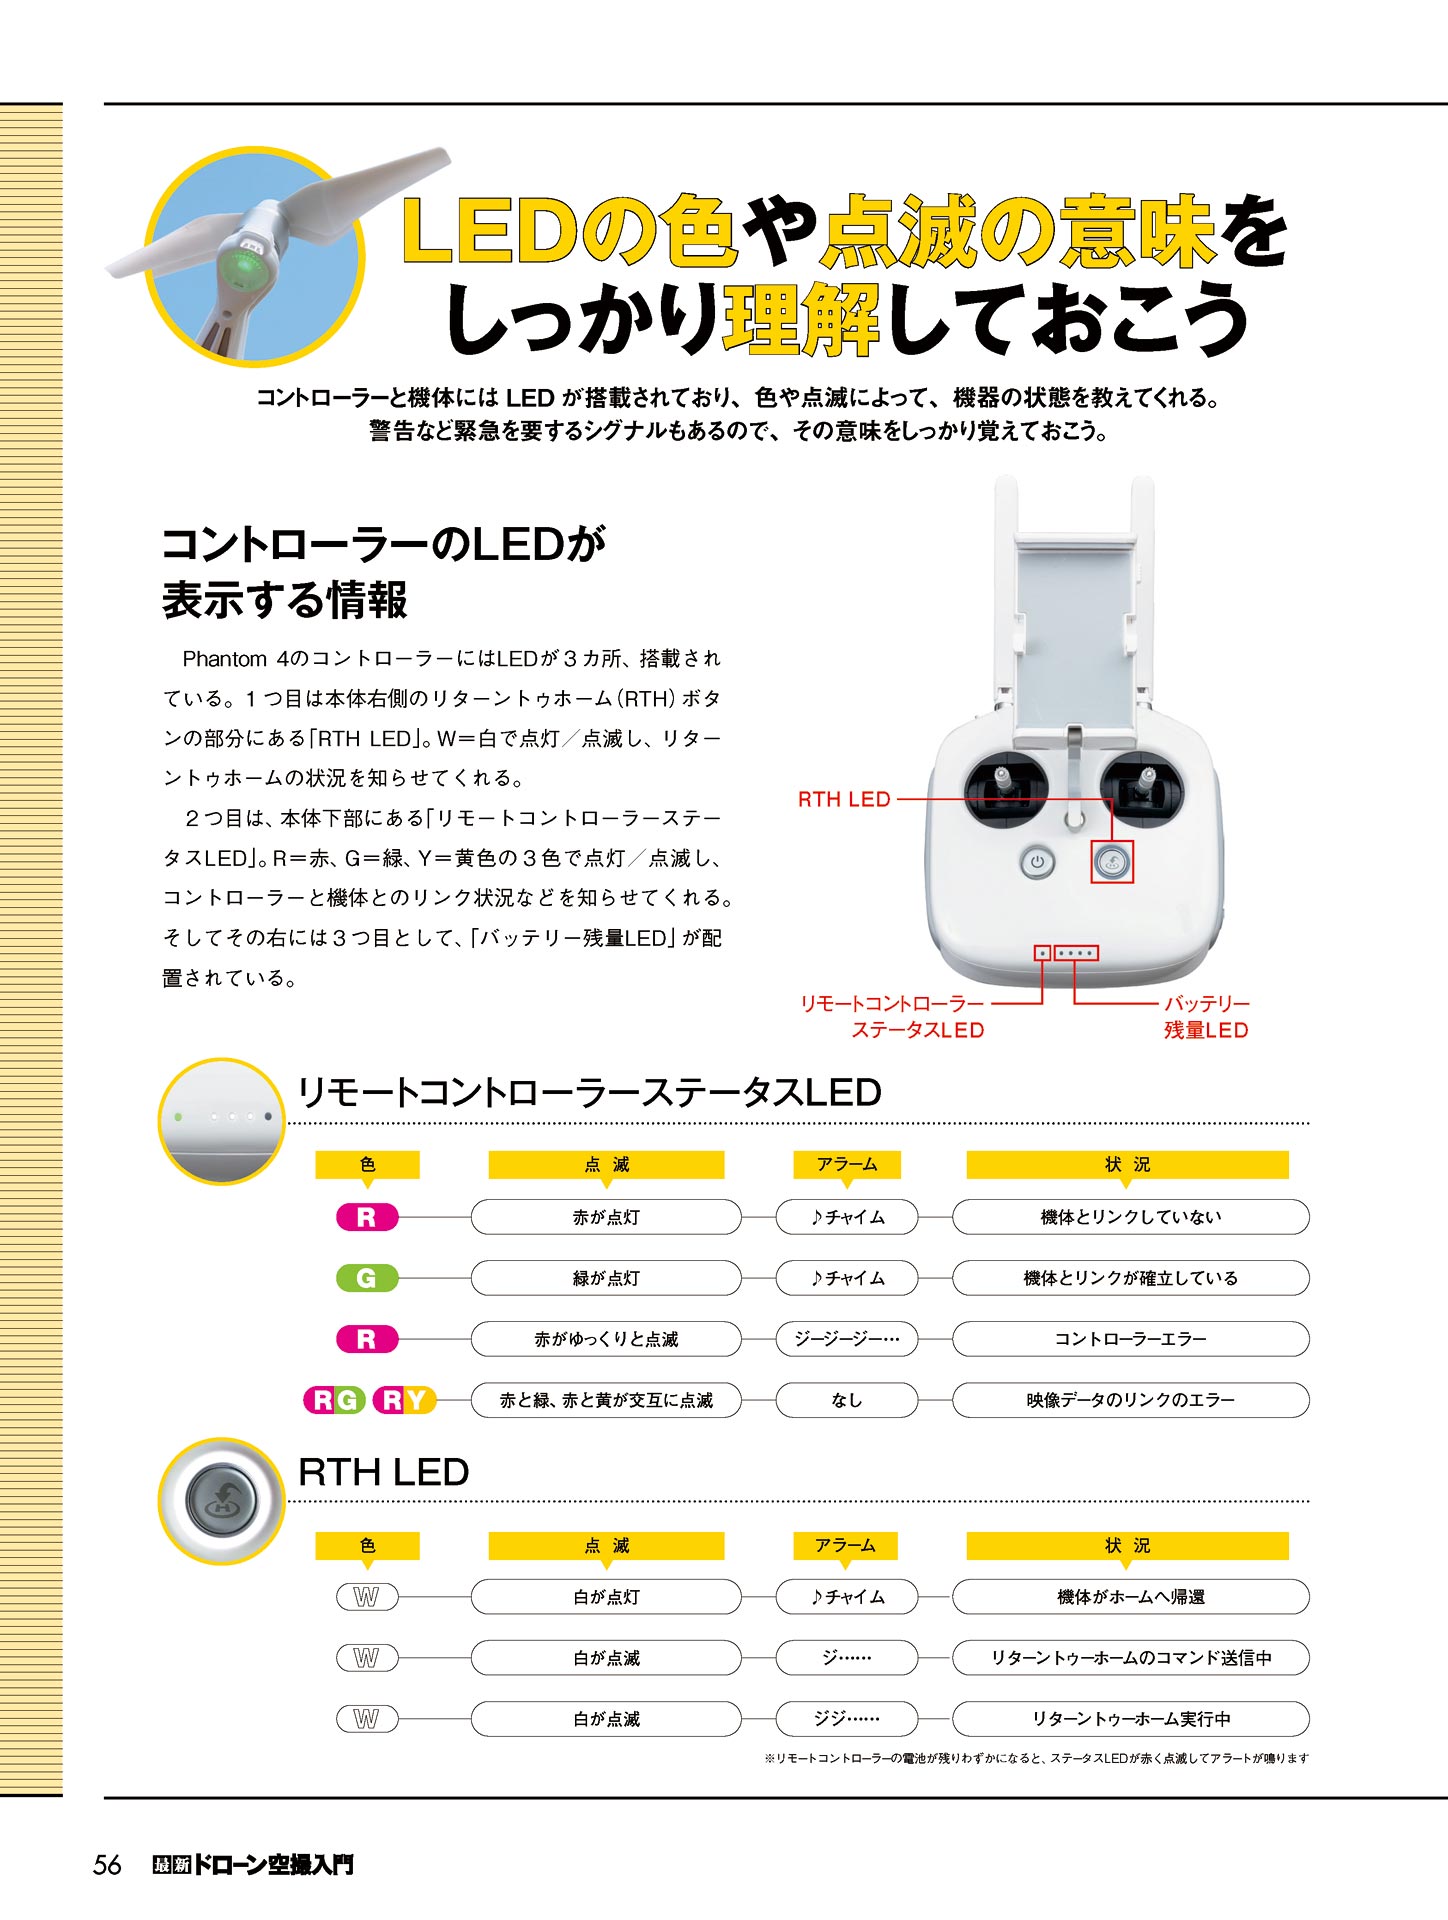 LEDの色や点滅の意味を
しっかり理解しておこう
コントローラーと機体には LED が搭載されており、色や点滅によって、機器の状態を教えてくれる。
警告など緊急を要するシグナルもあるので、その意味をしっかり覚えておこう。
コントローラーのLEDが
表示する情報
Phantom 4のコントローラーにはLEDが3カ所、搭載され
ている。1つ目は本体右側のリターントゥホーム（RTH）ボタ
ンの部分にある「RTH LED」。W＝白で点灯／点滅し、リター
ントゥホームの状況を知らせてくれる。
2つ目は、本体下部にある「リモートコントローラーステー
タスLED」。R＝赤、G＝緑、Y＝黄色の3色で点灯／点滅し、
コントローラーと機体とのリンク状況などを知らせてくれる。
そしてその右には3つ目として、「バッテリー残量LED」が配
置されている。
RTH LED
リモートコントローラー
ステータスLED
バッテリー
残量LED
リモートコントローラーステータスLED
色 点滅 アラーム 状況
R 赤が点灯 ♪チャイム 機体とリンクしていない
G 緑が点灯 ♪チャイム 機体とリンクが確立している
R 赤がゆっくりと点滅 ジージージー… コントローラーエラー
RG RY 赤と緑、赤と黄が交互に点滅 なし 映像データのリンクのエラー
H
RTH LED
色 点滅 アラーム 状況
W 白が点灯 ♪チャイム 機体がホームへ帰還
W 白が点滅 ジ…… リターントゥーホームのコマンド送信中
W 白が点滅 ジジ…… リターントゥーホーム実行中
※リモートコントローラーの電池が残りわずかになると、ステータスLEDが赤く点滅してアラートが鳴ります
56 最新ドローン空撮入門